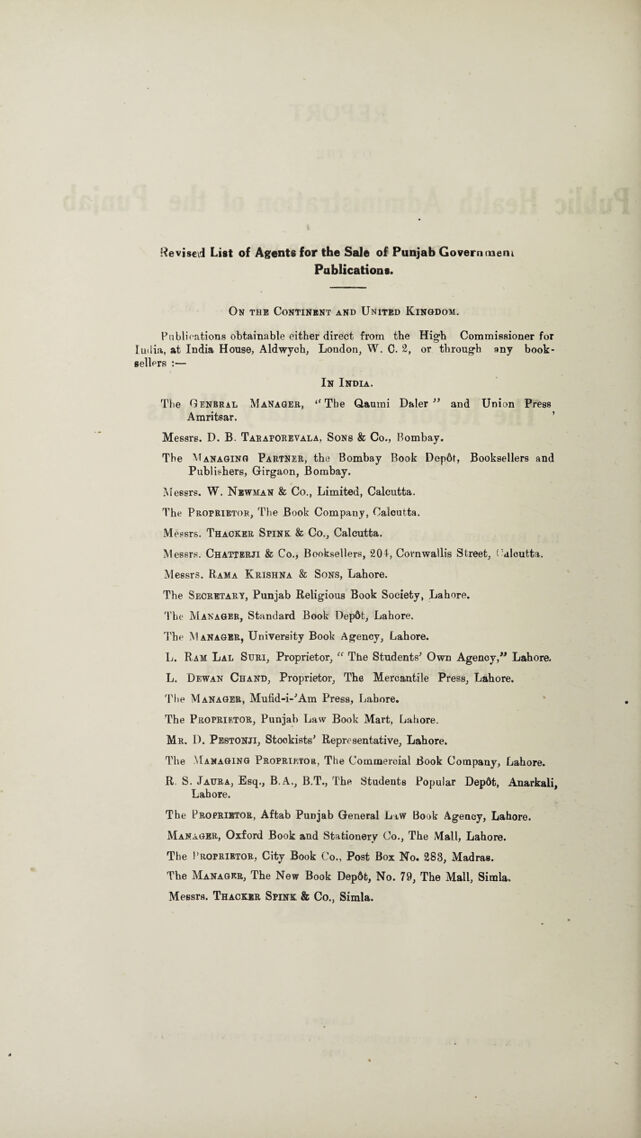 Revised List of Agents for the Sale of Punjab Government
Publications.
On the Continent and United Kingdom.
Publications obtainable either direct from the High Commissioner for
India, at India House, Aldwych, London, W. C. 2, or through any book-
sellers :—
In India.
The General Manager, “The Qaumi Daler” and Union Press,
Amritsar.
Messrs. D. B. Taraporevala, Sons & Co., Bombay.
The Managing Partner, the Bombay Book Depôt, Booksellers and
Publishers, Girgaon, Bombay.
Messrs. W. Newman & Co., Limited, Calcutta.
The Proprietor, The Book Company, Calcutta.
Messrs. Thacker Spink & Co., Calcutta.
Messrs. Chatterji & Co., Booksellers, 204, Cornwallis Street, Calcutta.
Messrs. Rama Krishna & Sons, Lahore.
The Secretary, Punjab Religious Book Society, Lahore.
The Manager, Standard Book Depôt, Lahore.
The Manager, University Book Agency, Lahore.
L. Ram Lal Suri, Proprietor, “ The Students’ Own Agency,” Lahore.
L. Dewan Chand, Proprietor, The Mercantile Press, Lahore.
The Manager, Mufid-i-’Am Press, Lahore.
The Proprietor, Punjab Law Book Mart, Lahore.
Mr. D. Pestonji, Stockists’ Representative, Lahore.
The Managing Proprietor, The Commercial Book Company, Lahore.
R. S. Jaura, Esq., B.A., B.T., The Students Popular Depôt, Anarkali,
Lahore.
The Proprietor, Aftab Punjab General Law Book Agency, Lahore.
Manager, Oxford Book and Stationery Co., The Mall, Lahore.
The Proprietor, City Book Co., Post Box No. 283, Madras.
The Manager, The New Book Depôt, No. 79, The Mall, Simla.
Messrs. Thacker Spink & Co., Simla.